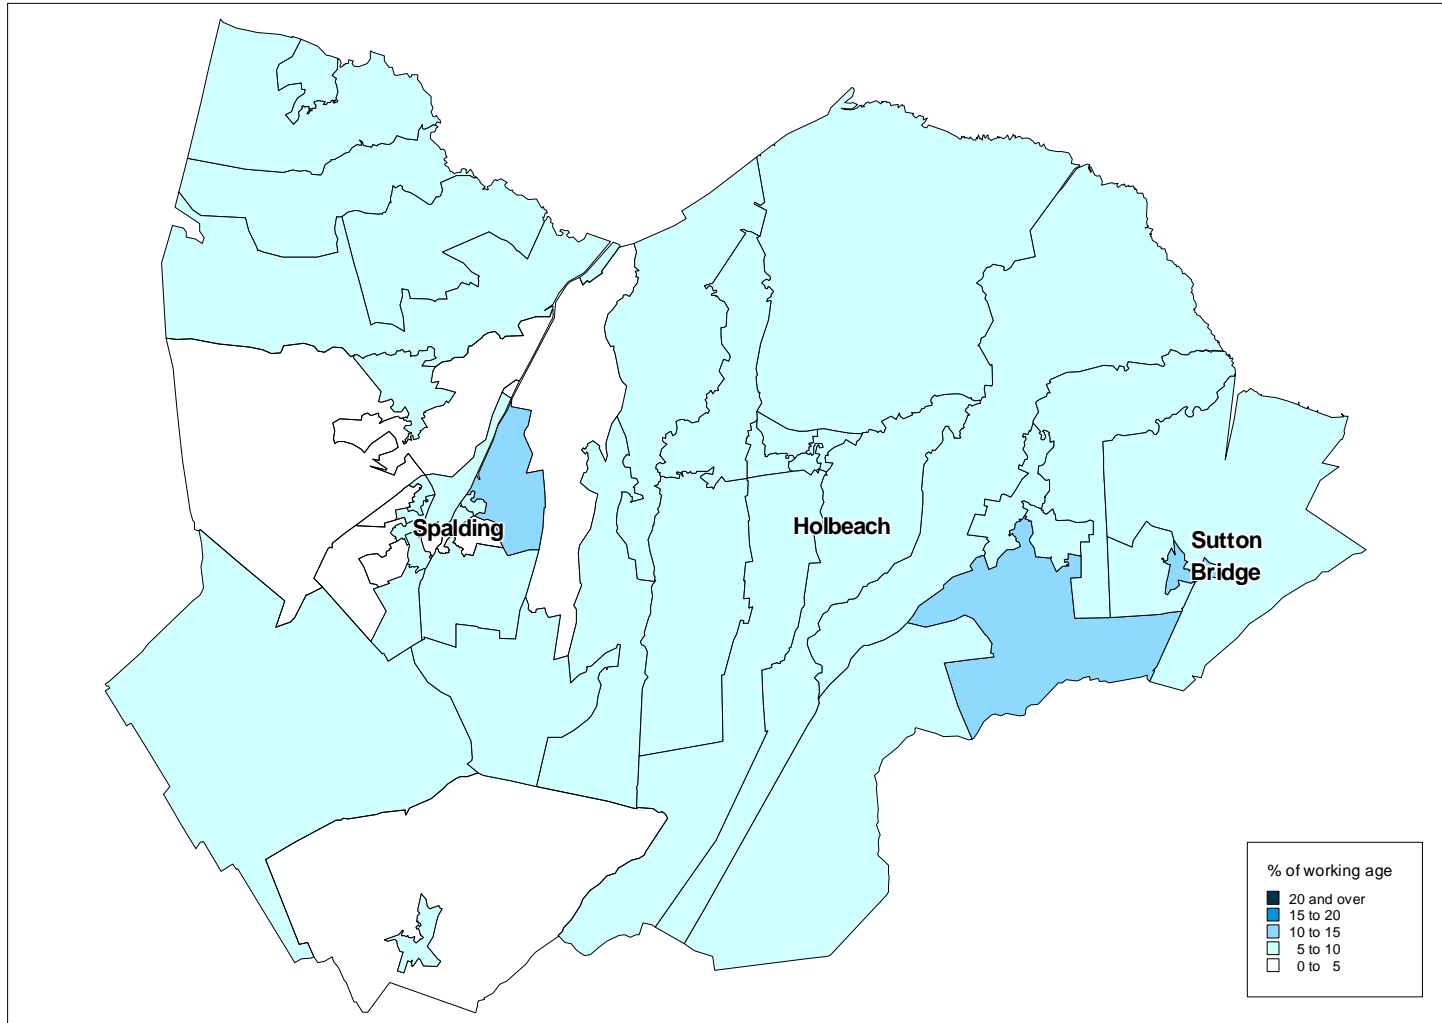 Spalding
Holbeach
Sutton
Bridge
% of working age
20 and over
15 to 20
10 to 15
5 to 10
0 to 5